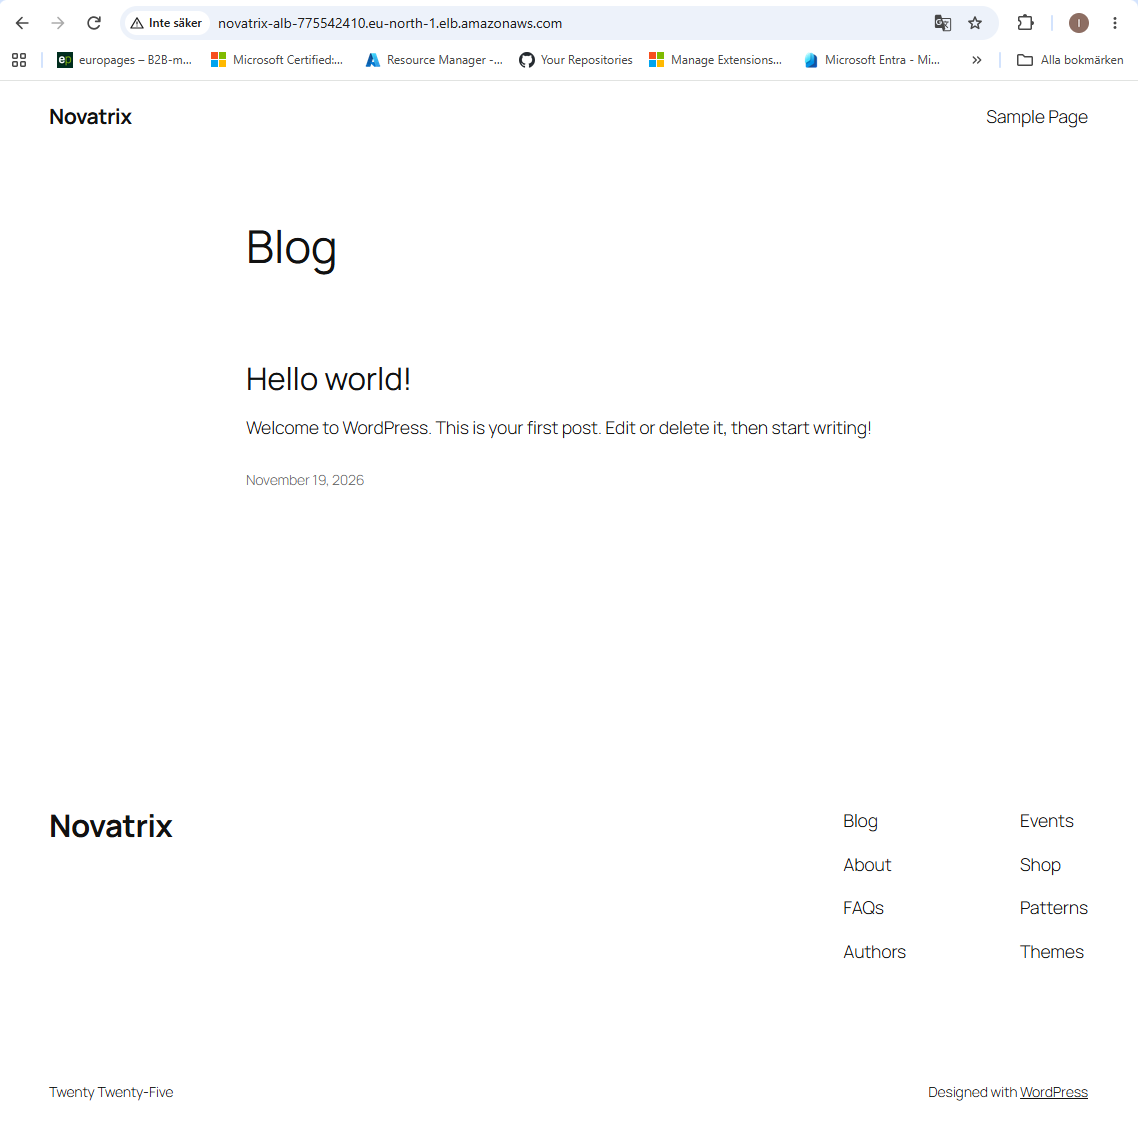 Inte säker novatrix-alb-775542410.eu-north-1.elb.amazonaws.com I
ep europages – B2B-m... Microsoft Certified:... Resource Manager -... Your Repositories Manage Extensions... Microsoft Entra - Mi... » Alla bokmärken
Novatrix Sample Page
Blog
Hello world!
Welcome to WordPress. This is your first post. Edit or delete it, then start writing!
November 19, 2026
Novatrix
Blog Events
About Shop
FAQs Patterns
Authors Themes
Twenty Twenty-Five Designed with WordPress